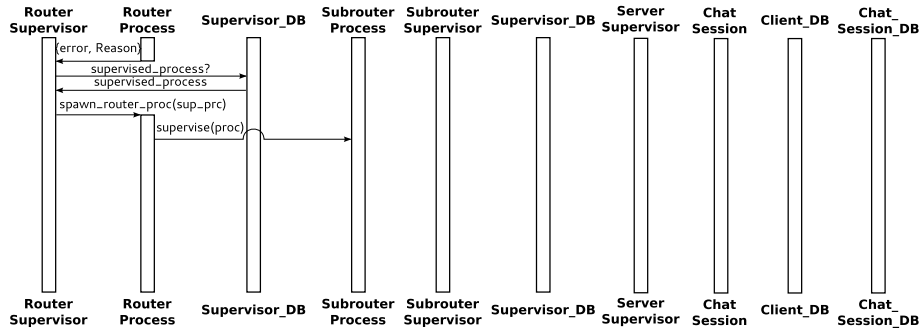 Router
Supervisor
Router
Process
Supervisor_DB
Subrouter
Process
Subrouter
Supervisor
Supervisor_DB
Server
Supervisor
Chat
Session
Client_DB
Chat_
Session_DB
{error, Reason}
supervised_process?
supervised_process
spawn_router_proc(sup_prc)
supervise(proc)
Router
Supervisor
Router
Process
Supervisor_DB
Subrouter
Process
Subrouter
Supervisor
Supervisor_DB
Server
Supervisor
Chat
Session
Client_DB
Chat_
Session_DB